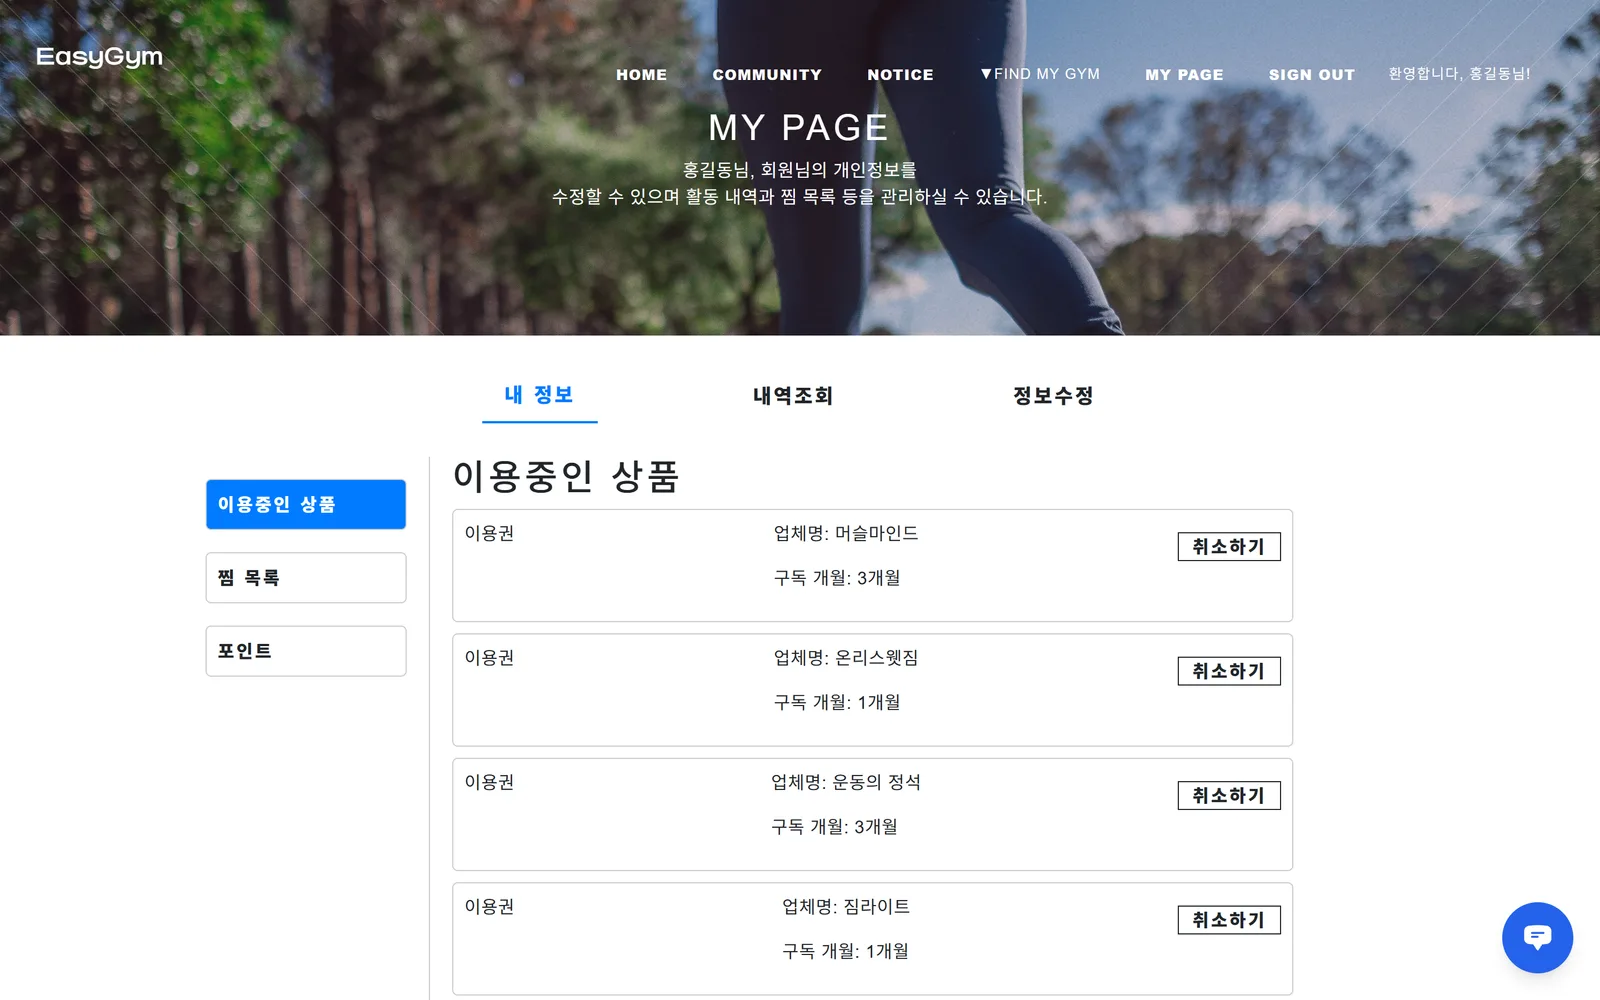 EasyGym
HOME
COMMUNITY
NOTICE
▼FIND MY GYM
MY PAGE
SIGN OUT
환영합니다, 홍길동님!
MY PAGE
홍길동님, 회원님의 개인정보를
수정할 수 있으며 활동 내역과 찜 목록 등을 관리하실 수 있습니다.
내 정보
내역조회
정보수정
이용중인 상품
찜 목록
포인트
이용중인 상품
이용권
업체명: 머슬마인드
구독 개월: 3개월
취소하기
이용권
업체명: 온리스웻짐
구독 개월: 1개월
취소하기
이용권
업체명: 운동의 정석
구독 개월: 3개월
취소하기
이용권
업체명: 짐라이트
구독 개월: 1개월
취소하기